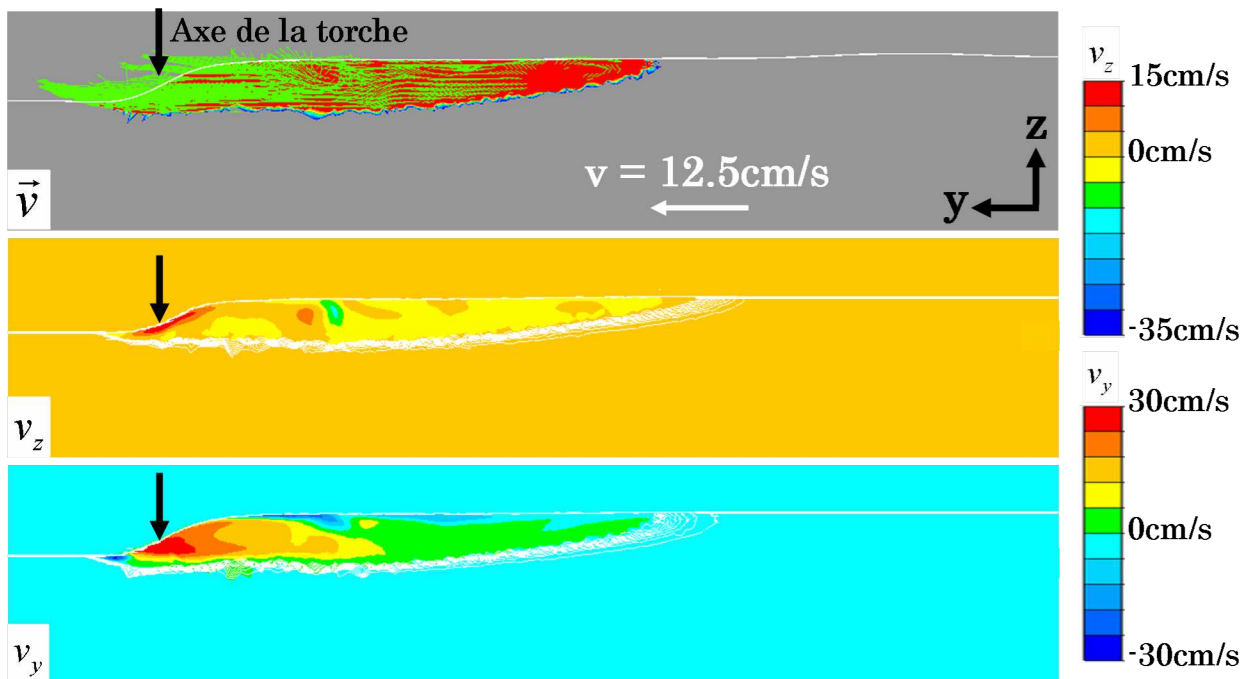 Axe de la torche
v = 12.5cm/s
z
y
v⃗
v_z
v_y
v_z
15cm/s
0cm/s
-35cm/s
v_y
30cm/s
0cm/s
-30cm/s